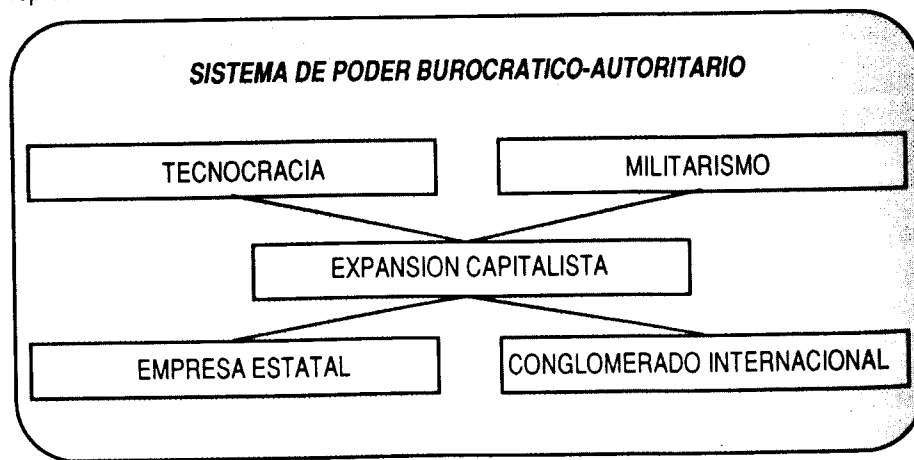 SISTEMA DE PODER BUROCRATICO-AUTORITARIO
TECNOCRACIA
MILITARISMO
EXPANSION CAPITALISTA
EMPRESA ESTATAL
CONGLOMERADO INTERNACIONAL